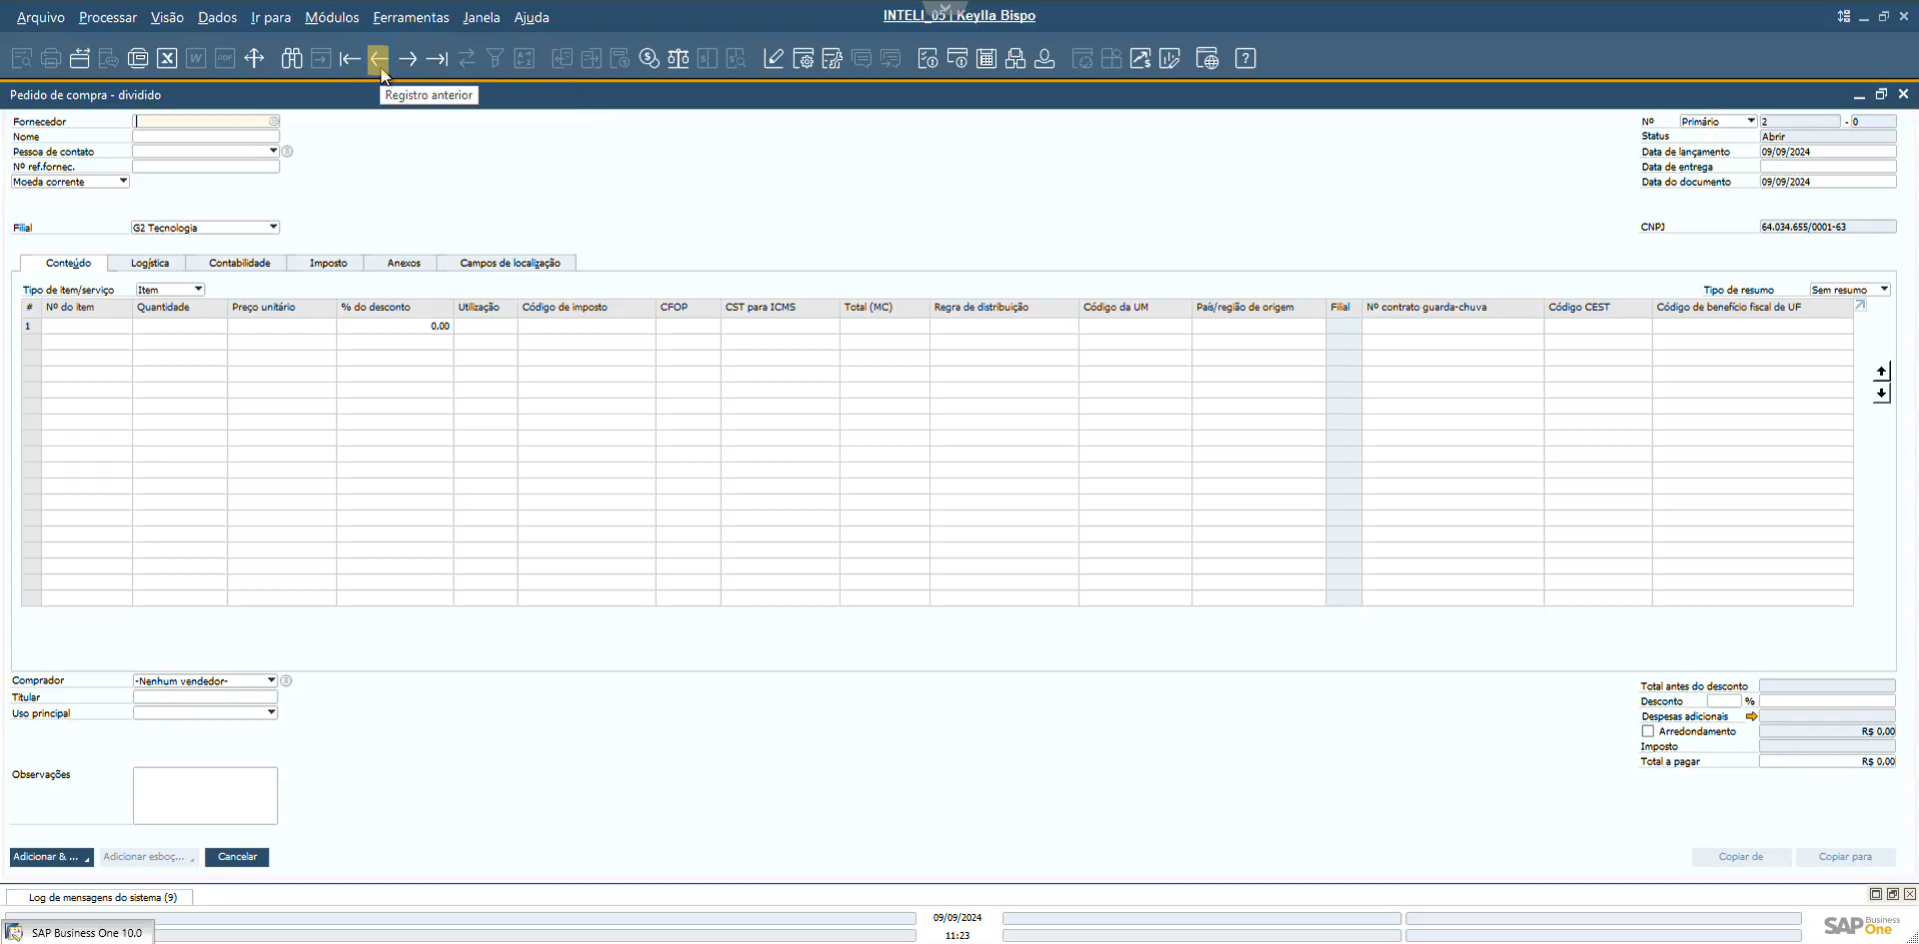 Arquivo Processar Visão Dados Ir para Módulos Ferramentas Janela Ajuda
INTELI_05 | Keylla Bispo
Registro anterior
Pedido de compra - dividido
Fornecedor
Nome
Pessoa de contato
Nº ref.fornec.
Moeda corrente
Filial G2 Tecnologia
Nº Primário 2 - 0
Status Abrir
Data de lançamento 09/09/2024
Data de entrega
Data do documento 09/09/2024
CNPJ 64.034.655/0001-63
Conteúdo Logística Contabilidade Imposto Anexos Campos de localização
Tipo de item/serviço Item
Tipo de resumo Sem resumo
# Nº do item Quantidade Preço unitário % do desconto Utilização Código de imposto CFOP CST para ICMS Total (MC) Regra de distribuição Código da UM País/região de origem Filial Nº contrato guarda-chuva Código CEST Código de benefício fiscal de UF
1 0,00
Comprador -Nenhum vendedor-
Titular
Uso principal
Observações
Total antes do desconto
Desconto %
Despesas adicionais
Arredondamento R$ 0,00
Imposto
Total a pagar R$ 0,00
Adicionar & ... Adicionar esboç... Cancelar
Copiar de Copiar para
Log de mensagens do sistema (9)
09/09/2024
11:23
SAP Business One 10.0
SAP Business One